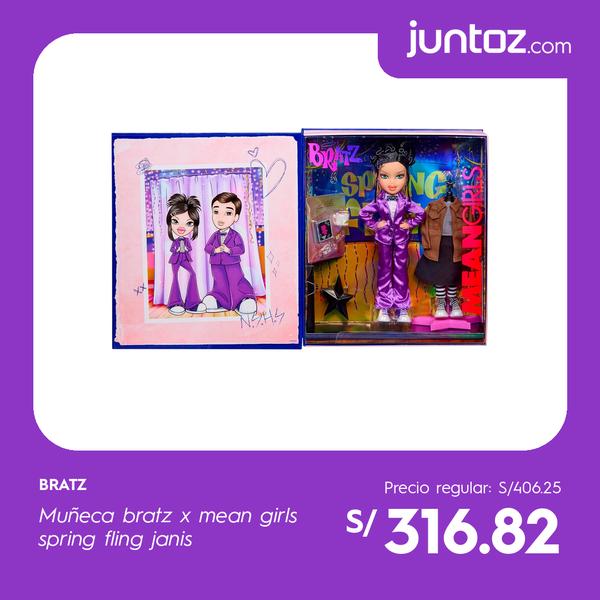 juntoz.com
BRATZ
SPRING
MEAN GIRLS
N.S.H.S
BRATZ
Muñeca bratz x mean girls
spring fling janis
Precio regular: S/406.25
S/ 316.82